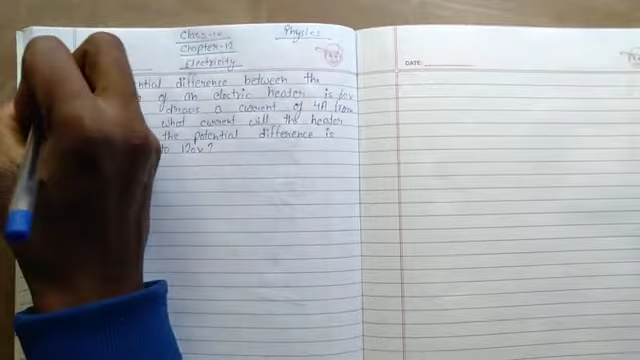 Class-10
Physics
Chapter-12
Electricity
DATE:
difference between the
of an electric heater is 60V
draws a current of 4A from
what current will the heater
the potential difference is
to 120V?